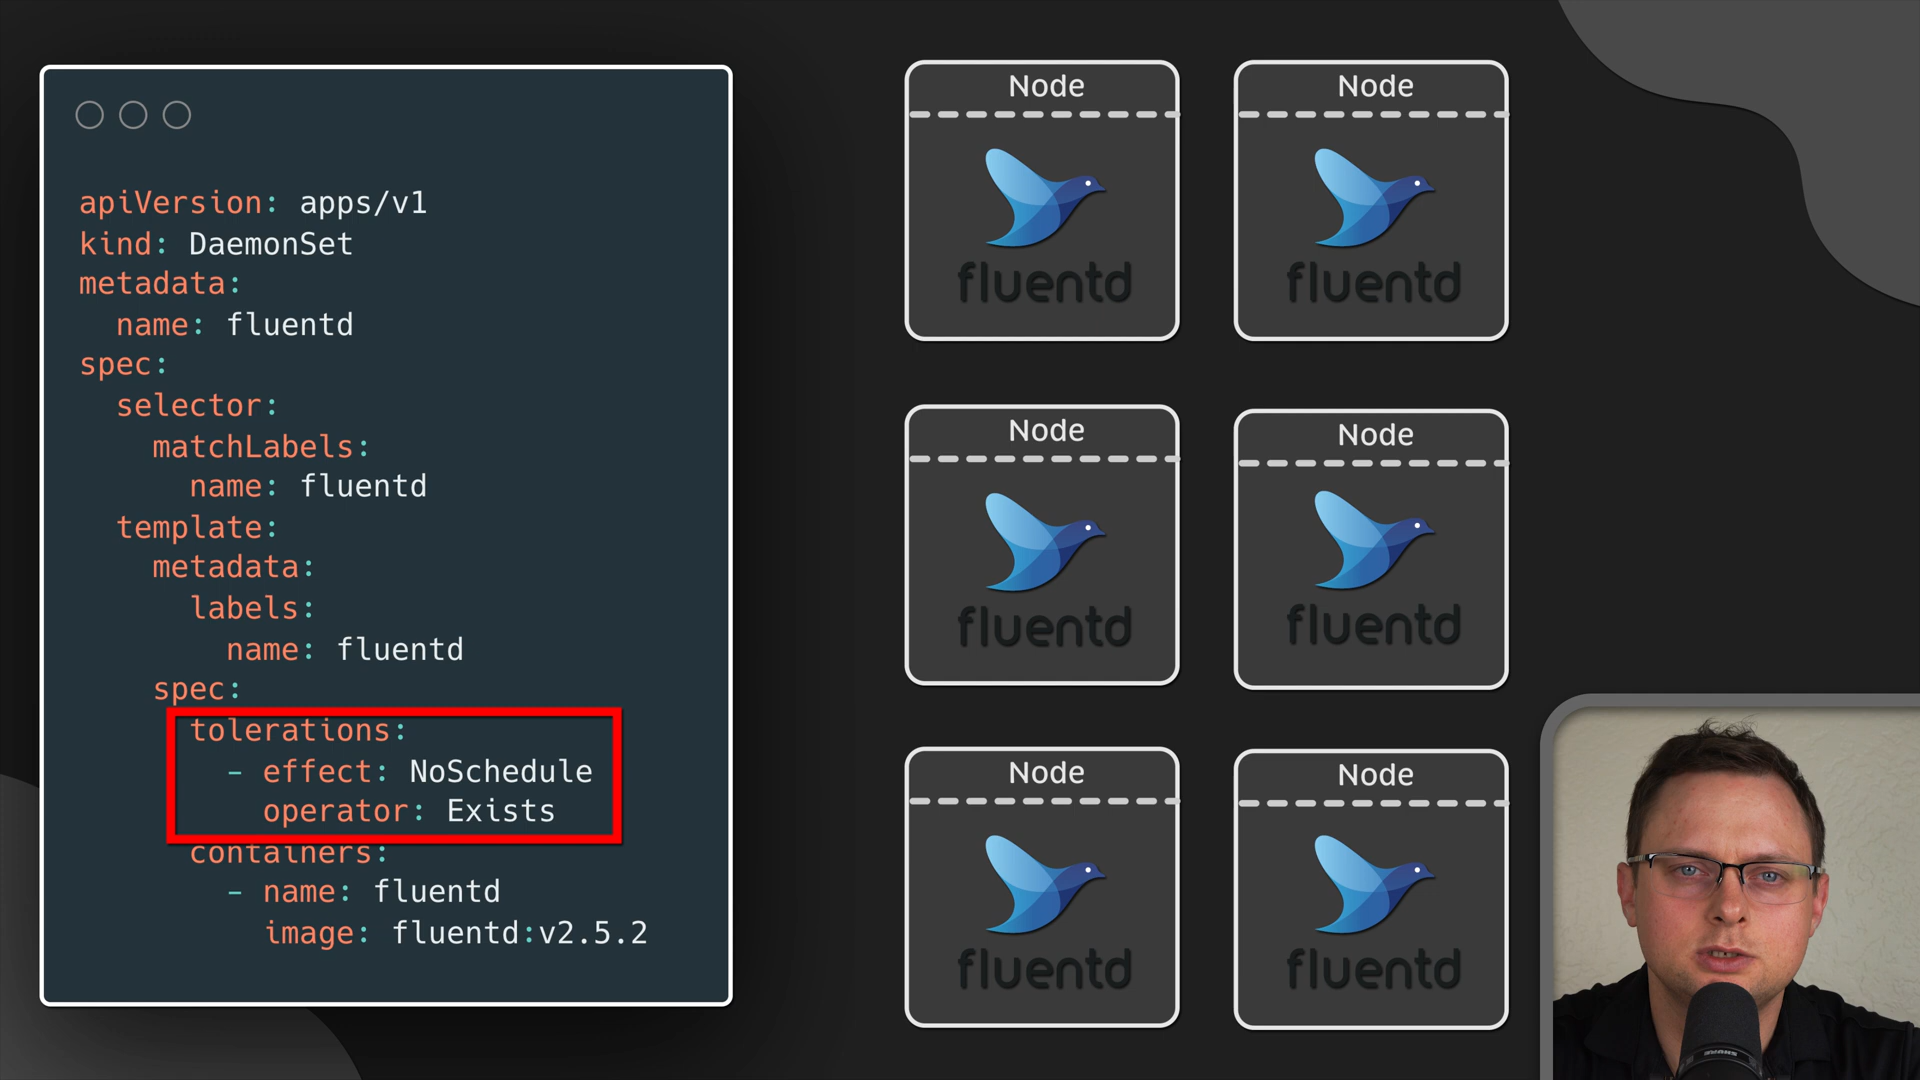 apiVersion: apps/v1
kind: DaemonSet
metadata:
  name: fluentd
spec:
  selector:
    matchLabels:
      name: fluentd
  template:
    metadata:
      labels:
        name: fluentd
    spec:
      tolerations:
        - effect: NoSchedule
          operator: Exists
      containers:
        - name: fluentd
          image: fluentd:v2.5.2
Node
fluentd
Node
fluentd
Node
fluentd
Node
fluentd
Node
fluentd
Node
fluentd
SHURE